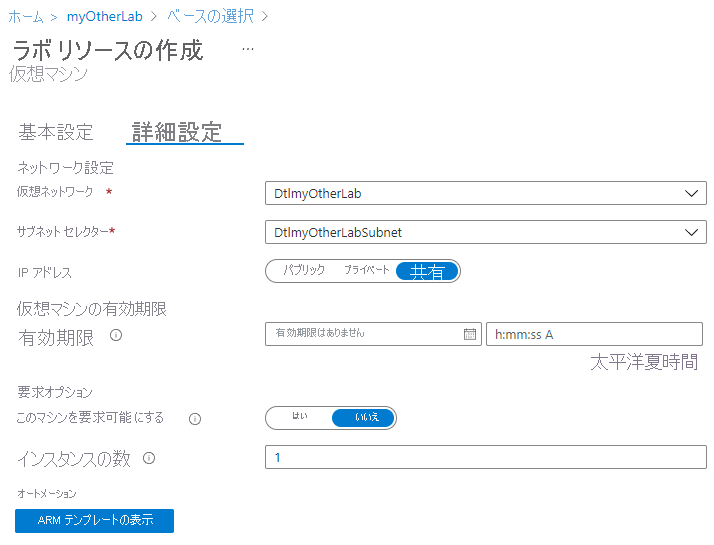 ホーム > myOtherLab > ベースの選択 >
ラボ リソースの作成 ...
仮想マシン
基本設定 詳細設定
ネットワーク設定
仮想ネットワーク * DtlmyOtherLab
サブネット セレクター* DtlmyOtherLabSubnet
IP アドレス パブリック プライベート 共有
仮想マシンの有効期限
有効期限 有効期限はありません h:mm:ss A
太平洋夏時間
要求オプション
このマシンを要求可能にする はい いいえ
インスタンスの数 1
オートメーション
ARM テンプレートの表示